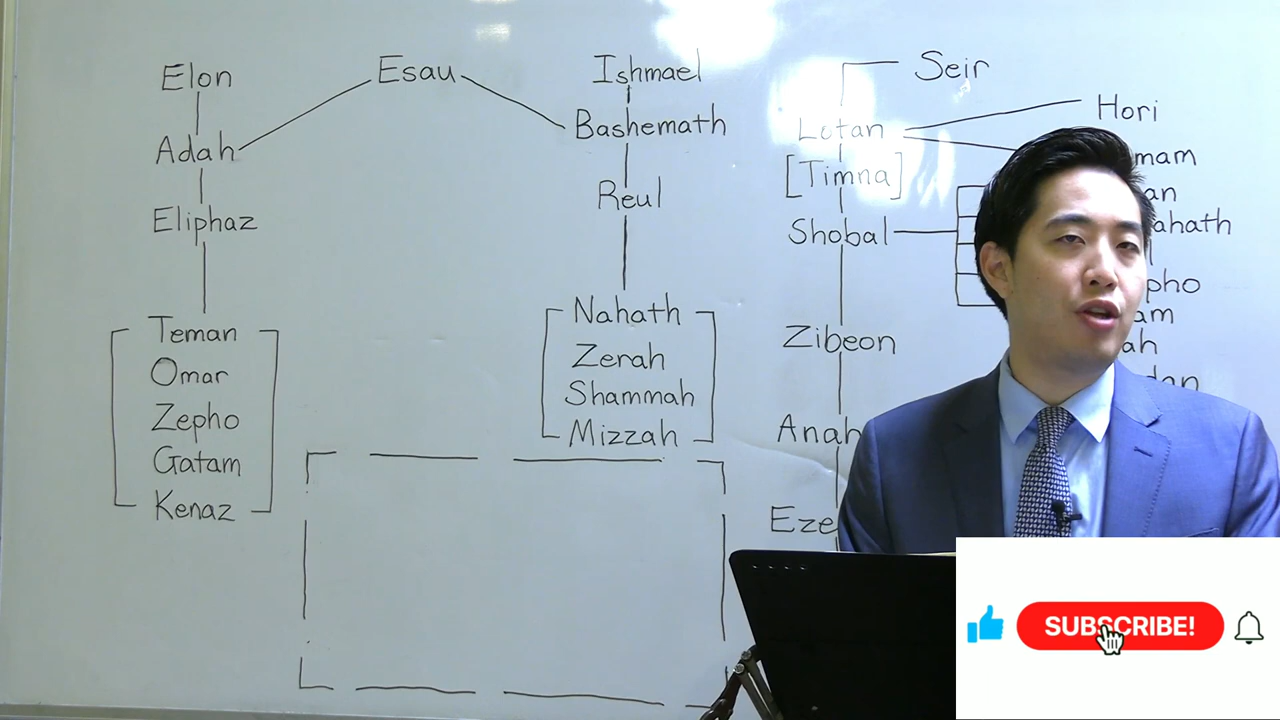 Elon
Esau
Ishmael
Seir
Adah
Bashemath
Lotan
Hori
[Timna]
Eliphaz
Reul
Shobal
Teman
Omar
Zepho
Gatam
Kenaz
Nahath
Zerah
Shammah
Mizzah
Zibeon
Anah
SUBSCRIBE!